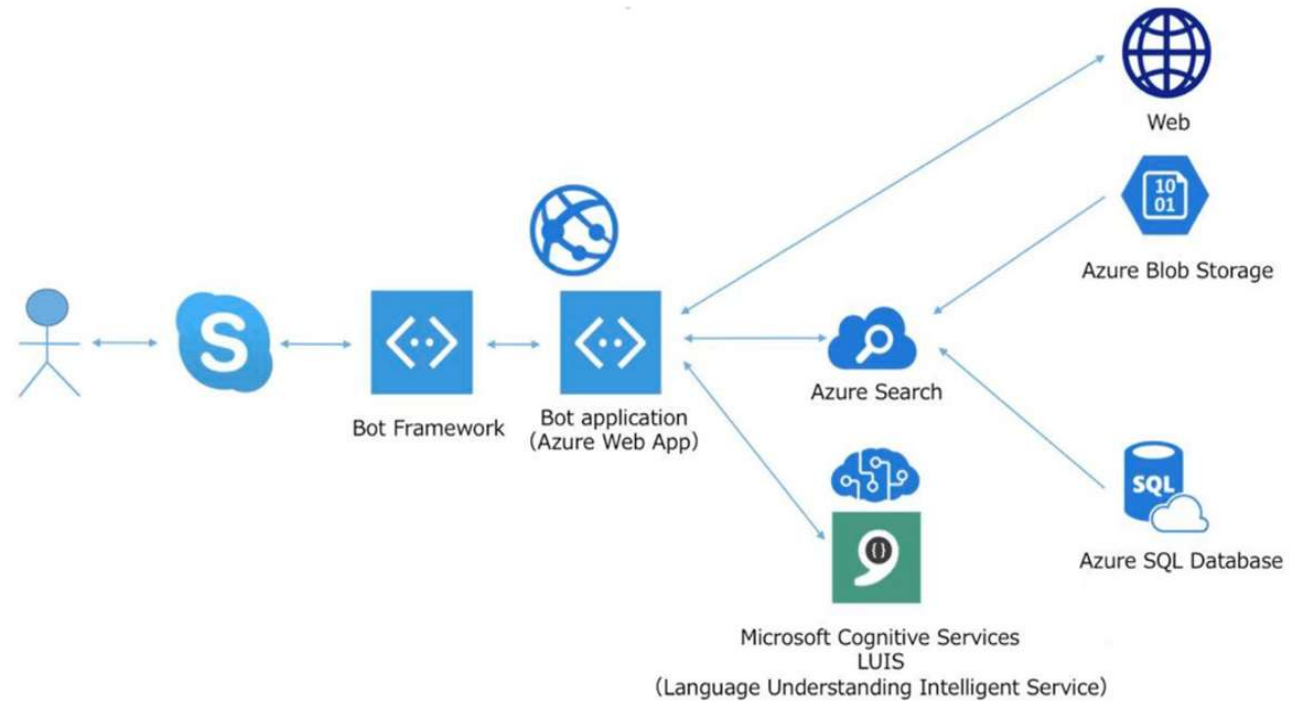 Web
10
01
Azure Blob Storage
S
Bot Framework
Bot application
(Azure Web App)
Azure Search
SQL
Azure SQL Database
Microsoft Cognitive Services
LUIS
(Language Understanding Intelligent Service)